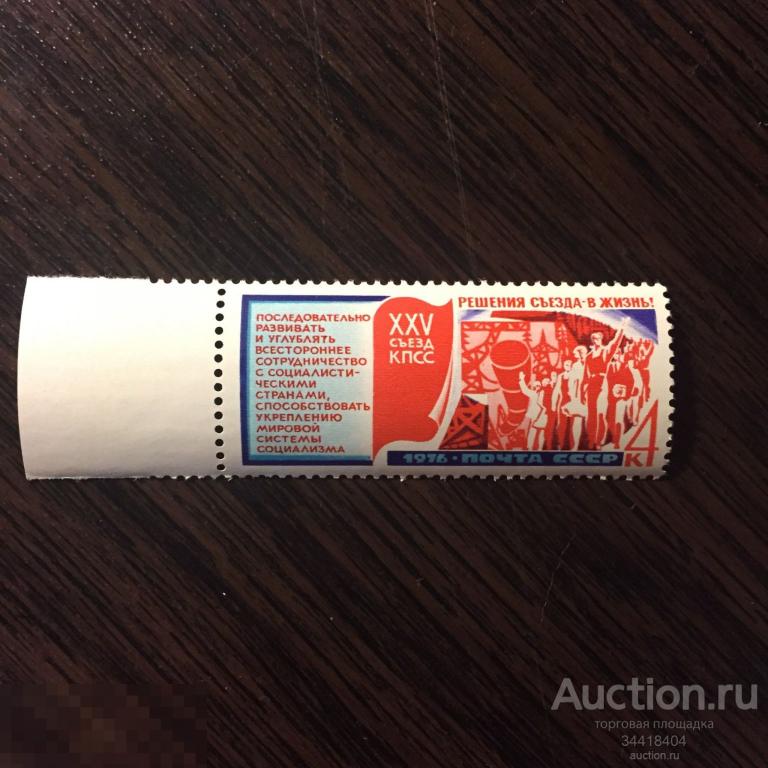 РЕШЕНИЯ СЪЕЗДА-В ЖИЗНЬ!
ПОСЛЕДОВАТЕЛЬНО
РАЗВИВАТЬ
И УГЛУБЛЯТЬ
ВСЕСТОРОННЕЕ
СОТРУДНИЧЕСТВО
С СОЦИАЛИСТИ-
ЧЕСКИМИ
СТРАНАМИ,
СПОСОБСТВОВАТЬ
УКРЕПЛЕНИЮ
МИРОВОЙ
СИСТЕМЫ
СОЦИАЛИЗМА
XXV
СЪЕЗД
КПСС
1976 · ПОЧТА СССР
4
К
Auction.ru
торговая площадка
34418404
auction.ru